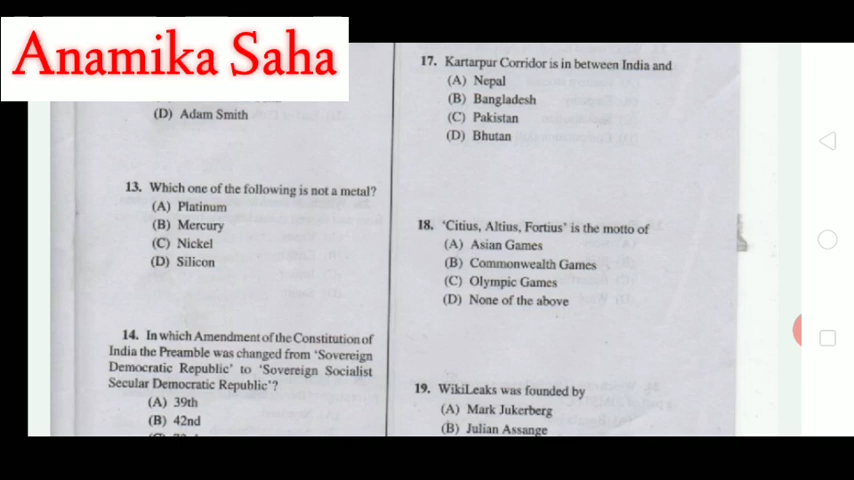 Anamika Saha
(D) Adam Smith
13. Which one of the following is not a metal?
(A) Platinum
(B) Mercury
(C) Nickel
(D) Silicon
14. In which Amendment of the Constitution of
India the Preamble was changed from ‘Sovereign
Democratic Republic’ to ‘Sovereign Socialist
Secular Democratic Republic’?
(A) 39th
(B) 42nd
17. Kartarpur Corridor is in between India and
(A) Nepal
(B) Bangladesh
(C) Pakistan
(D) Bhutan
18. ‘Citius, Altius, Fortius’ is the motto of
(A) Asian Games
(B) Commonwealth Games
(C) Olympic Games
(D) None of the above
19. WikiLeaks was founded by
(A) Mark Jukerberg
(B) Julian Assange